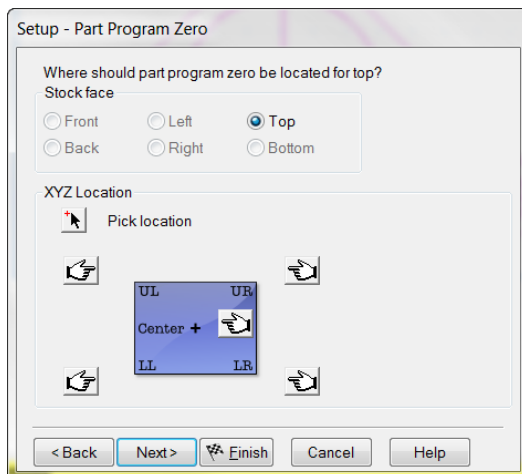 Setup - Part Program Zero
Where should part program zero be located for top?
Stock face
Front Left Top
Back Right Bottom
XYZ Location
Pick location
UL UR
Center +
LL LR
< Back Next > Finish Cancel Help